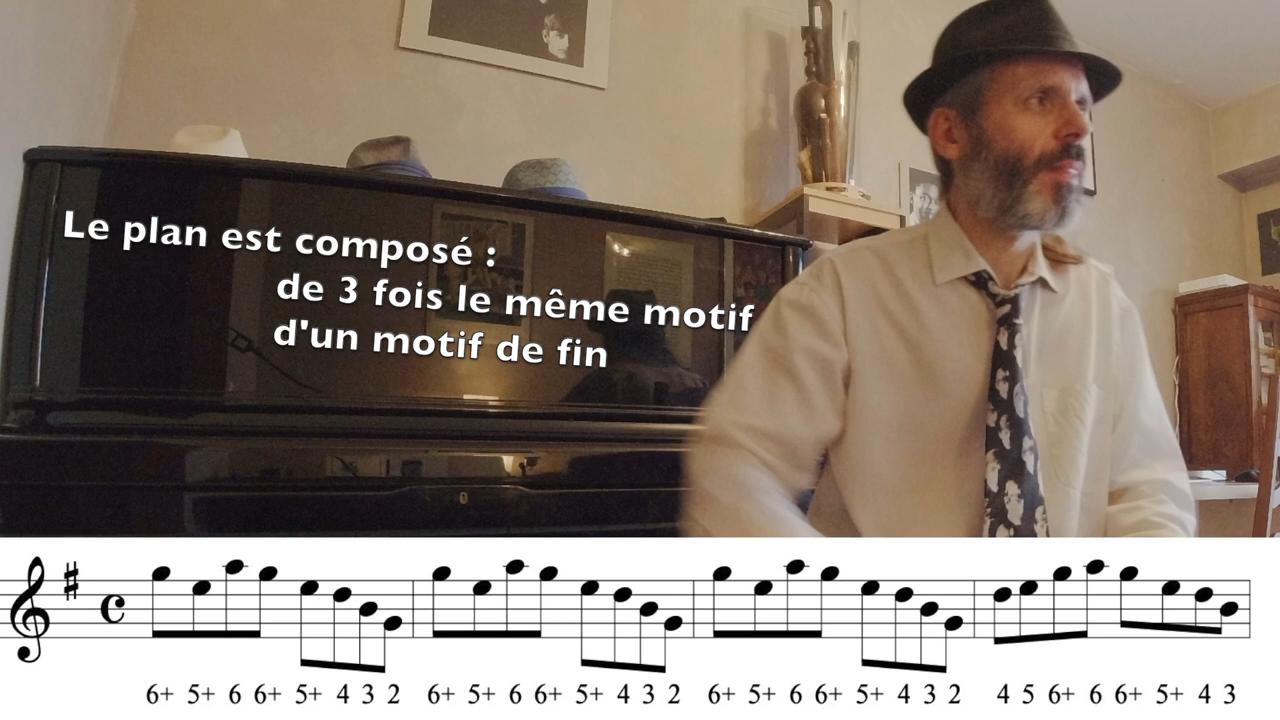 Le plan est composé :
de 3 fois le même motif
d'un motif de fin
6+ 5+ 6 6+ 5+ 4 3 2 6+ 5+ 6 6+ 5+ 4 3 2 6+ 5+ 6 6+ 5+ 4 3 2 4 5 6+ 6 6+ 5+ 4 3